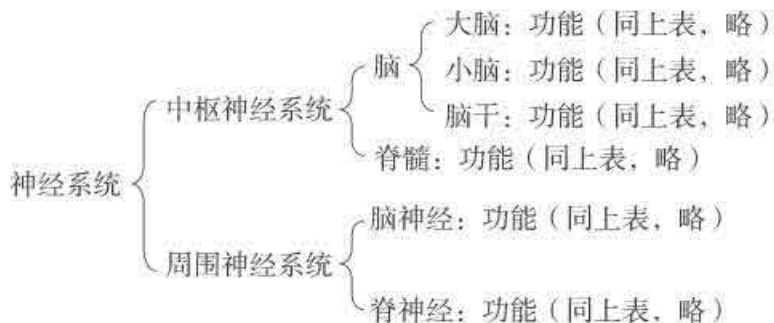 大脑：功能（同上表，略）
脑
小脑：功能（同上表，略）
中枢神经系统
脑干：功能（同上表，略）
脊髓：功能（同上表，略）
神经系统
脑神经：功能（同上表，略）
周围神经系统
脊神经：功能（同上表，略）